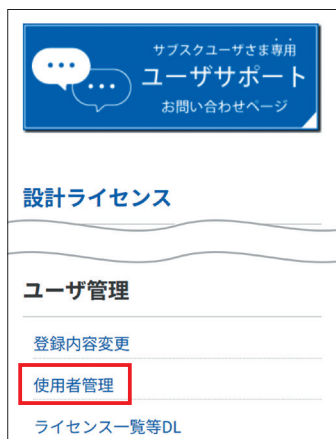 サブスクユーザさま専用
ユーザサポート
お問い合わせページ
設計ライセンス
ユーザ管理
登録内容変更
使用者管理
ライセンス一覧等DL